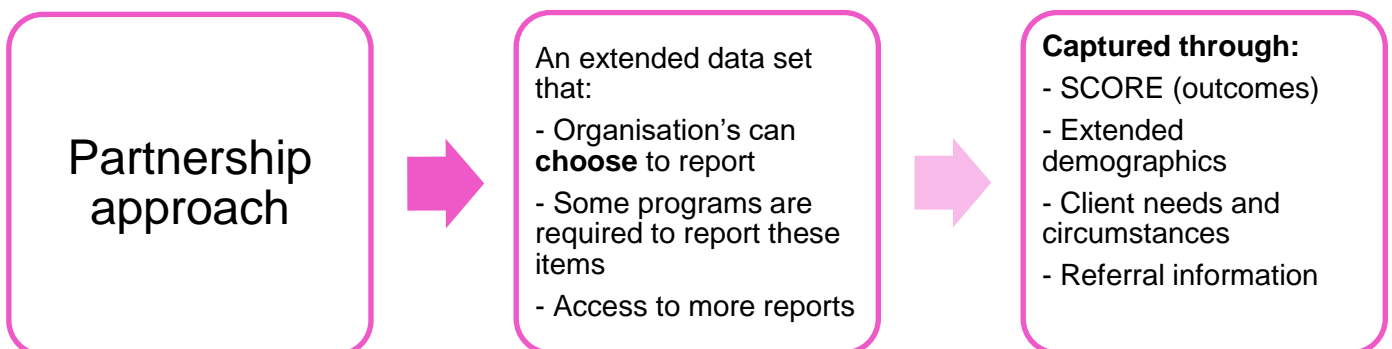 Partnership
approach
An extended data set
that:
- Organisation’s can
choose to report
- Some programs are
required to report these
items
- Access to more reports
Captured through:
- SCORE (outcomes)
- Extended
demographics
- Client needs and
circumstances
- Referral information